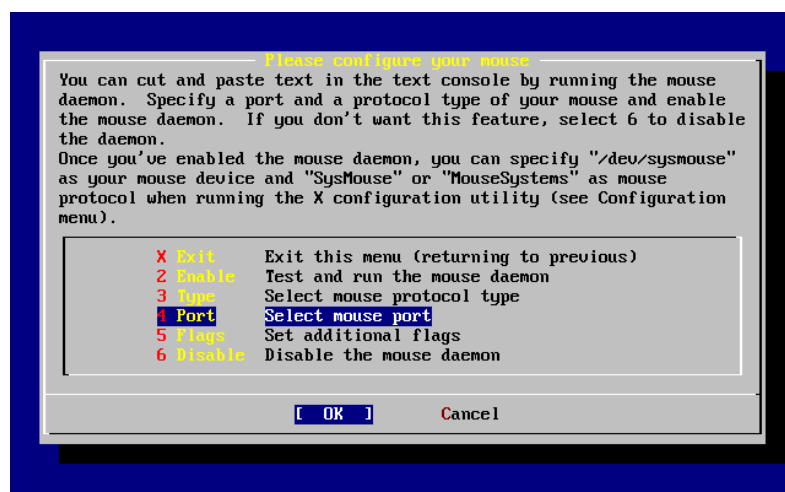 Please configure your mouse
You can cut and paste text in the text console by running the mouse
daemon.  Specify a port and a protocol type of your mouse and enable
the mouse daemon.  If you don't want this feature, select 6 to disable
the daemon.
Once you've enabled the mouse daemon, you can specify "/dev/sysmouse"
as your mouse device and "SysMouse" or "MouseSystems" as mouse
protocol when running the X configuration utility (see Configuration
menu).
X Exit Exit this menu (returning to previous)
2 Enable Test and run the mouse daemon
3 Type Select mouse protocol type
4 Port Select mouse port
5 Flags Set additional flags
6 Disable Disable the mouse daemon
[ OK ] Cancel